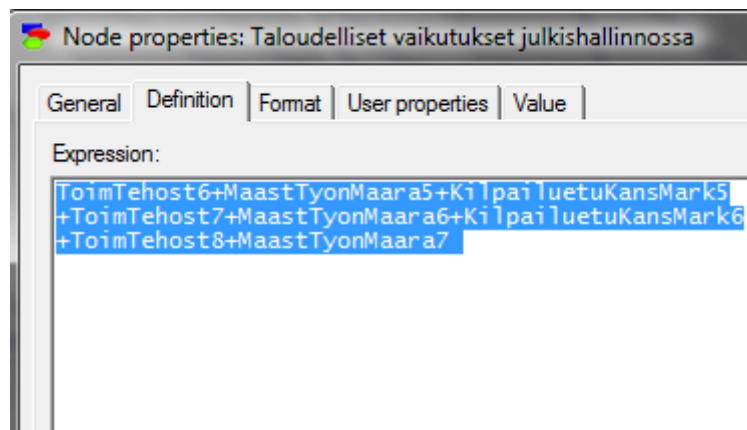 Node properties: Taloudelliset vaikutukset julkishallinnossa
General Definition Format User properties Value
Expression:
ToimTehost6+MaastTyonMaara5+KilpailuetuKansMark5
+ToimTehost7+MaastTyonMaara6+KilpailuetuKansMark6
+ToimTehost8+MaastTyonMaara7